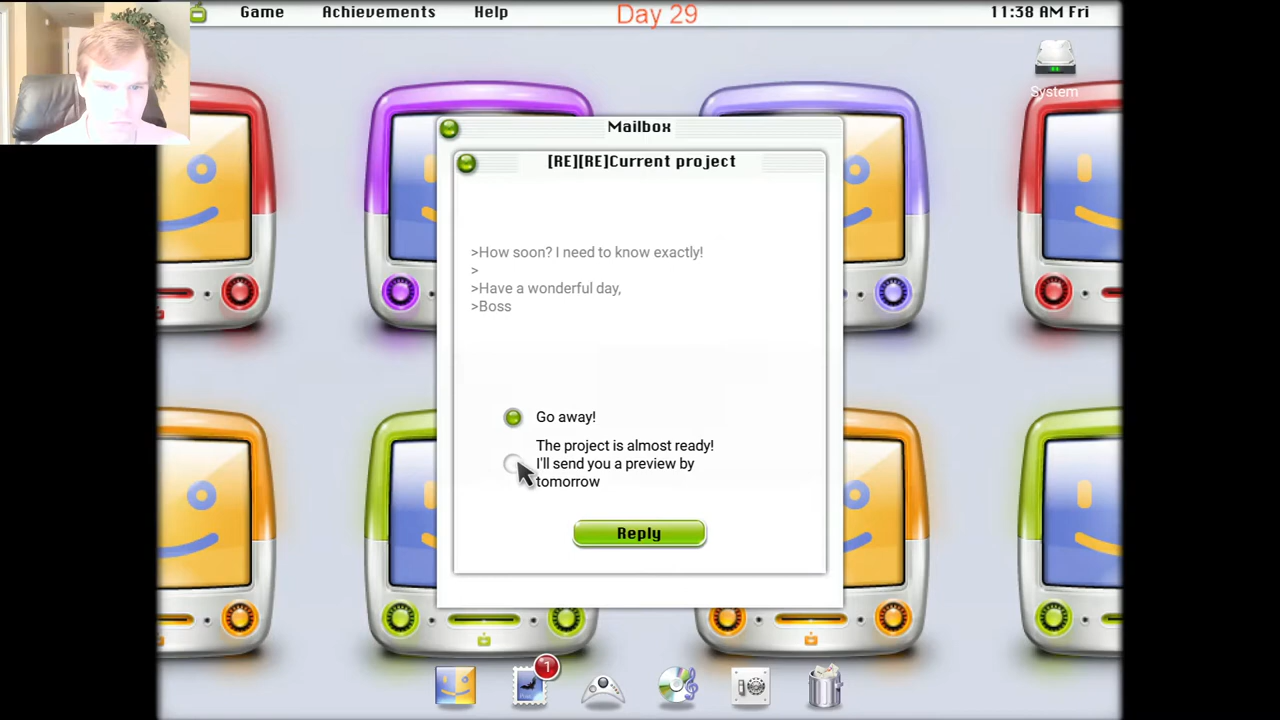 Game Achievements Help Day 29 11:38 AM Fri
System
Mailbox
[RE][RE]Current project
>How soon? I need to know exactly!
>
>Have a wonderful day,
>Boss
Go away!
The project is almost ready!
I'll send you a preview by
tomorrow
Reply
1